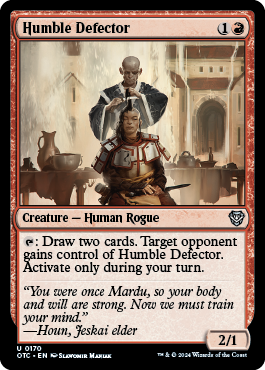 Humble Defector 1
Creature — Human Rogue
: Draw two cards. Target opponent
gains control of Humble Defector.
Activate only during your turn.
"You were once Mardu, so your body
and will are strong. Now we must train
your mind."
—Houn, Jeskai elder
2/1
U 0170
OTC • EN Slavomir Maniak
™ & © 2024 Wizards of the Coast